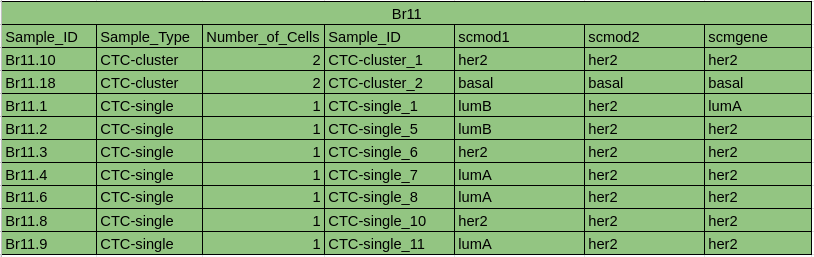 Br11
Sample_ID Sample_Type Number_of_Cells Sample_ID scmod1 scmod2 scmgene
Br11.10 CTC-cluster 2 CTC-cluster_1 her2 her2 her2
Br11.18 CTC-cluster 2 CTC-cluster_2 basal basal basal
Br11.1 CTC-single 1 CTC-single_1 lumB her2 lumA
Br11.2 CTC-single 1 CTC-single_5 lumB her2 her2
Br11.3 CTC-single 1 CTC-single_6 her2 her2 her2
Br11.4 CTC-single 1 CTC-single_7 lumA her2 her2
Br11.6 CTC-single 1 CTC-single_8 lumA her2 her2
Br11.8 CTC-single 1 CTC-single_10 her2 her2 her2
Br11.9 CTC-single 1 CTC-single_11 lumA her2 her2